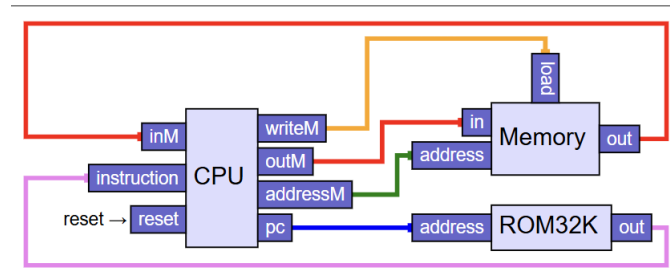 load
inM
writeM
in
Memory
out
instruction
CPU
outM
address
addressM
reset → reset
pc
address
ROM32K
out